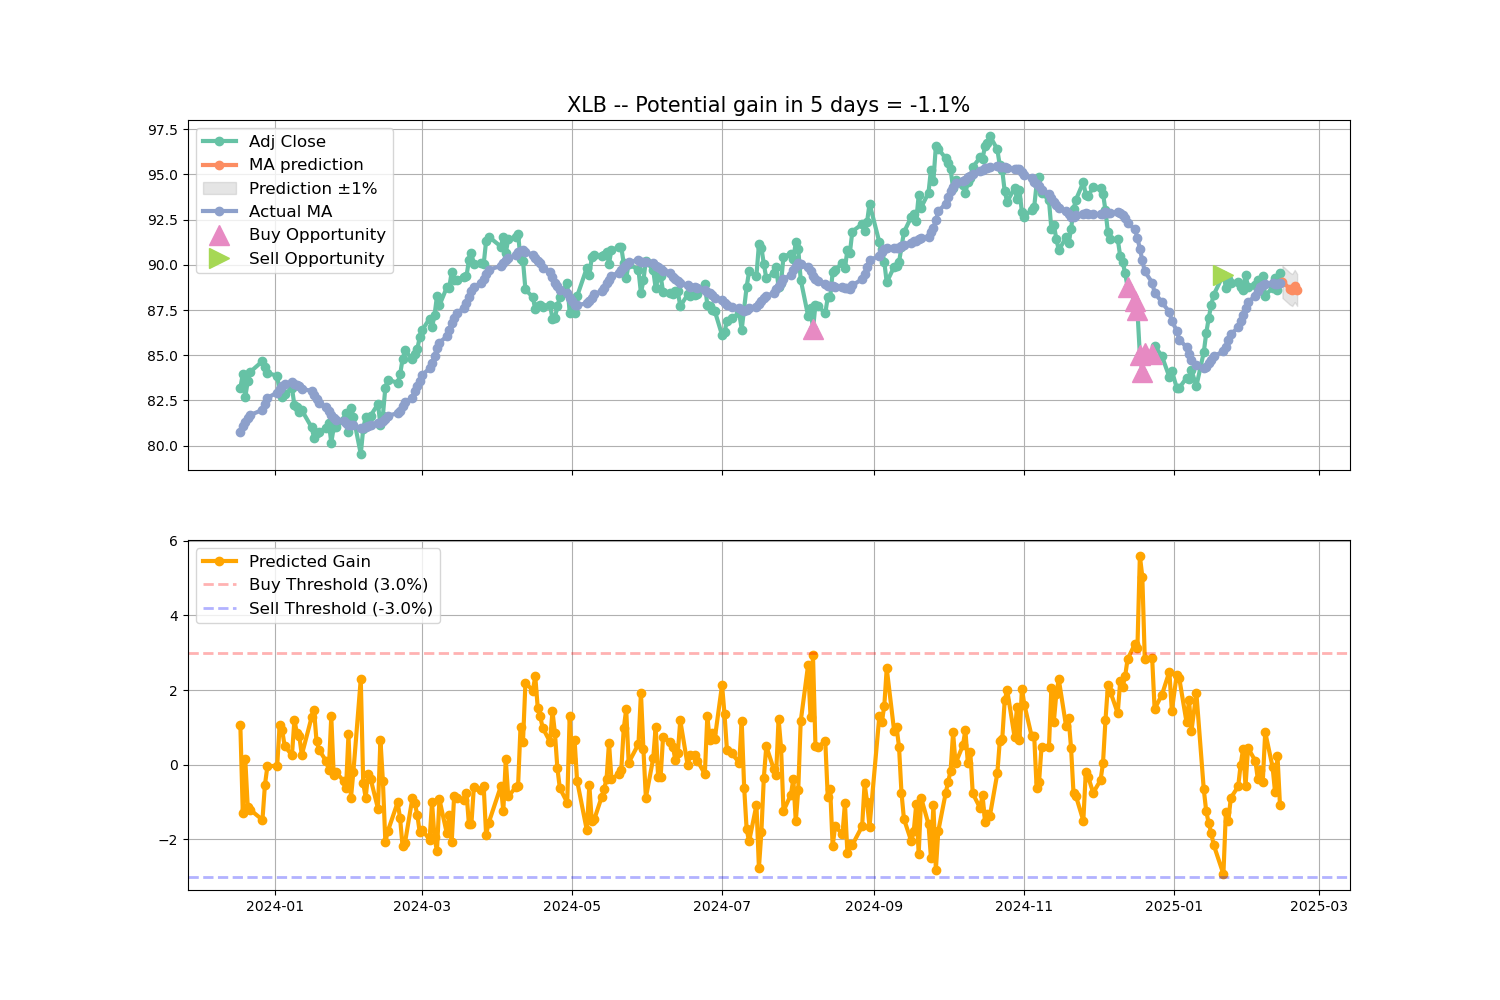 XLB -- Potential gain in 5 days = -1.1%
97.5
95.0
92.5
90.0
87.5
85.0
82.5
80.0
Adj Close
MA prediction
Prediction ±1%
Actual MA
Buy Opportunity
Sell Opportunity
6
4
2
0
−2
Predicted Gain
Buy Threshold (3.0%)
Sell Threshold (-3.0%)
2024-01
2024-03
2024-05
2024-07
2024-09
2024-11
2025-01
2025-03